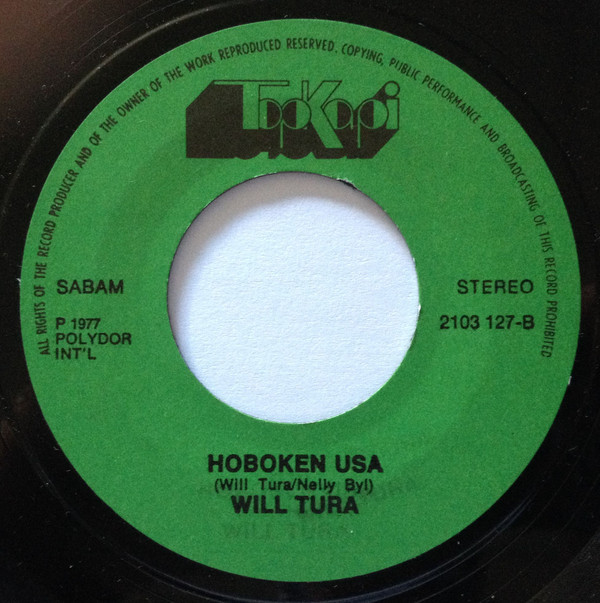 ALL RIGHTS OF THE RECORD PRODUCER AND OF THE OWNER OF THE WORK REPRODUCED RESERVED. COPYING, PUBLIC PERFORMANCE AND BROADCASTING OF THIS RECORD PROHIBITED
TopKapi
SABAM
STEREO
P 1977
POLYDOR
INT'L
2103 127-B
HOBOKEN USA
(Will Tura/Nelly Byl)
WILL TURA
WILL TURA